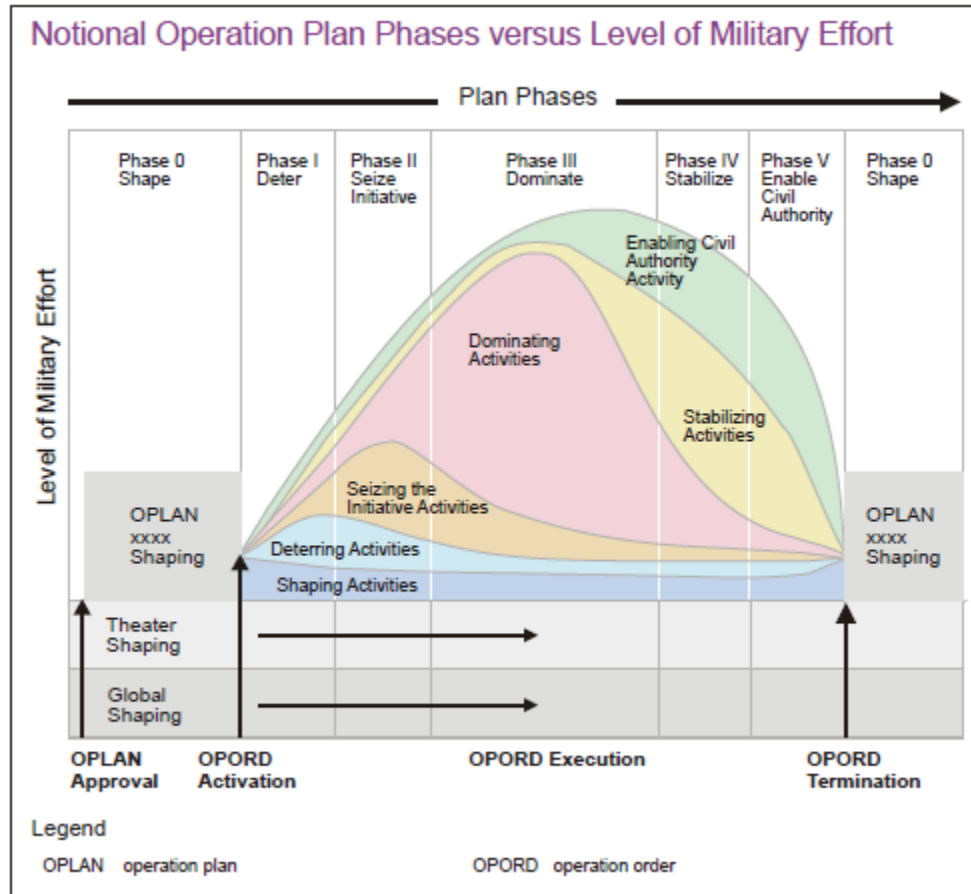 Notional Operation Plan Phases versus Level of Military Effort
Plan Phases
Phase 0
Shape
Phase I
Deter
Phase II
Seize
Initiative
Phase III
Dominate
Phase IV
Stabilize
Phase V
Enable
Civil
Authority
Phase 0
Shape
Level of Military Effort
Enabling Civil
Authority
Activity
Dominating
Activities
Stabilizing
Activities
Seizing the
Initiative Activities
OPLAN
xxxx
Shaping
Deterring Activities
Shaping Activities
OPLAN
xxxx
Shaping
Theater
Shaping
Global
Shaping
OPLAN
Approval
OPORD
Activation
OPORD Execution
OPORD
Termination
Legend
OPLAN operation plan
OPORD operation order